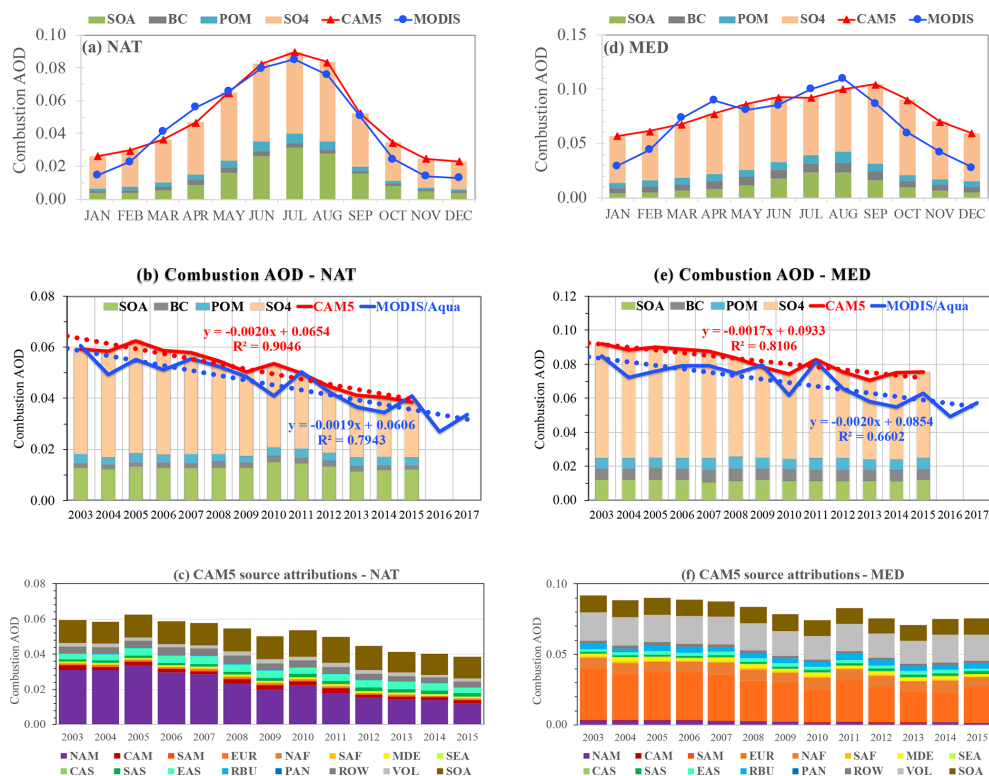 SOA BC POM SO4 CAM5 MODIS
(a) NAT
Combustion AOD
0.10
0.08
0.06
0.04
0.02
0.00
JAN FEB MAR APR MAY JUN JUL AUG SEP OCT NOV DEC
SOA BC POM SO4 CAM5 MODIS
(d) MED
Combustion AOD
0.15
0.10
0.05
0.00
JAN FEB MAR APR MAY JUN JUL AUG SEP OCT NOV DEC
(b) Combustion AOD - NAT
SOA BC POM SO4 CAM5 MODIS/Aqua
y = -0.0020x + 0.0654
R² = 0.9046
y = -0.0019x + 0.0606
R² = 0.7943
Combustion AOD
0.08
0.06
0.04
0.02
0.00
2003 2004 2005 2006 2007 2008 2009 2010 2011 2012 2013 2014 2015 2016 2017
(e) Combustion AOD - MED
SOA BC POM SO4 CAM5 MODIS/Aqua
y = -0.0017x + 0.0933
R² = 0.8106
y = -0.0020x + 0.0854
R² = 0.6602
Combustion AOD
0.12
0.10
0.08
0.06
0.04
0.02
0.00
2003 2004 2005 2006 2007 2008 2009 2010 2011 2012 2013 2014 2015 2016 2017
(c) CAM5 source attributions - NAT
Combustion AOD
0.08
0.06
0.04
0.02
0.00
2003 2004 2005 2006 2007 2008 2009 2010 2011 2012 2013 2014 2015
NAM CAM SAM EUR NAF SAF MDE SEA
CAS SAS EAS RBU PAN ROW VOL SOA
(f) CAM5 source attributions - MED
Combustion AOD
0.10
0.05
0.00
2003 2004 2005 2006 2007 2008 2009 2010 2011 2012 2013 2014 2015
NAM CAM SAM EUR NAF SAF MDE SEA
CAS SAS EAS RBU PAN ROW VOL SOA